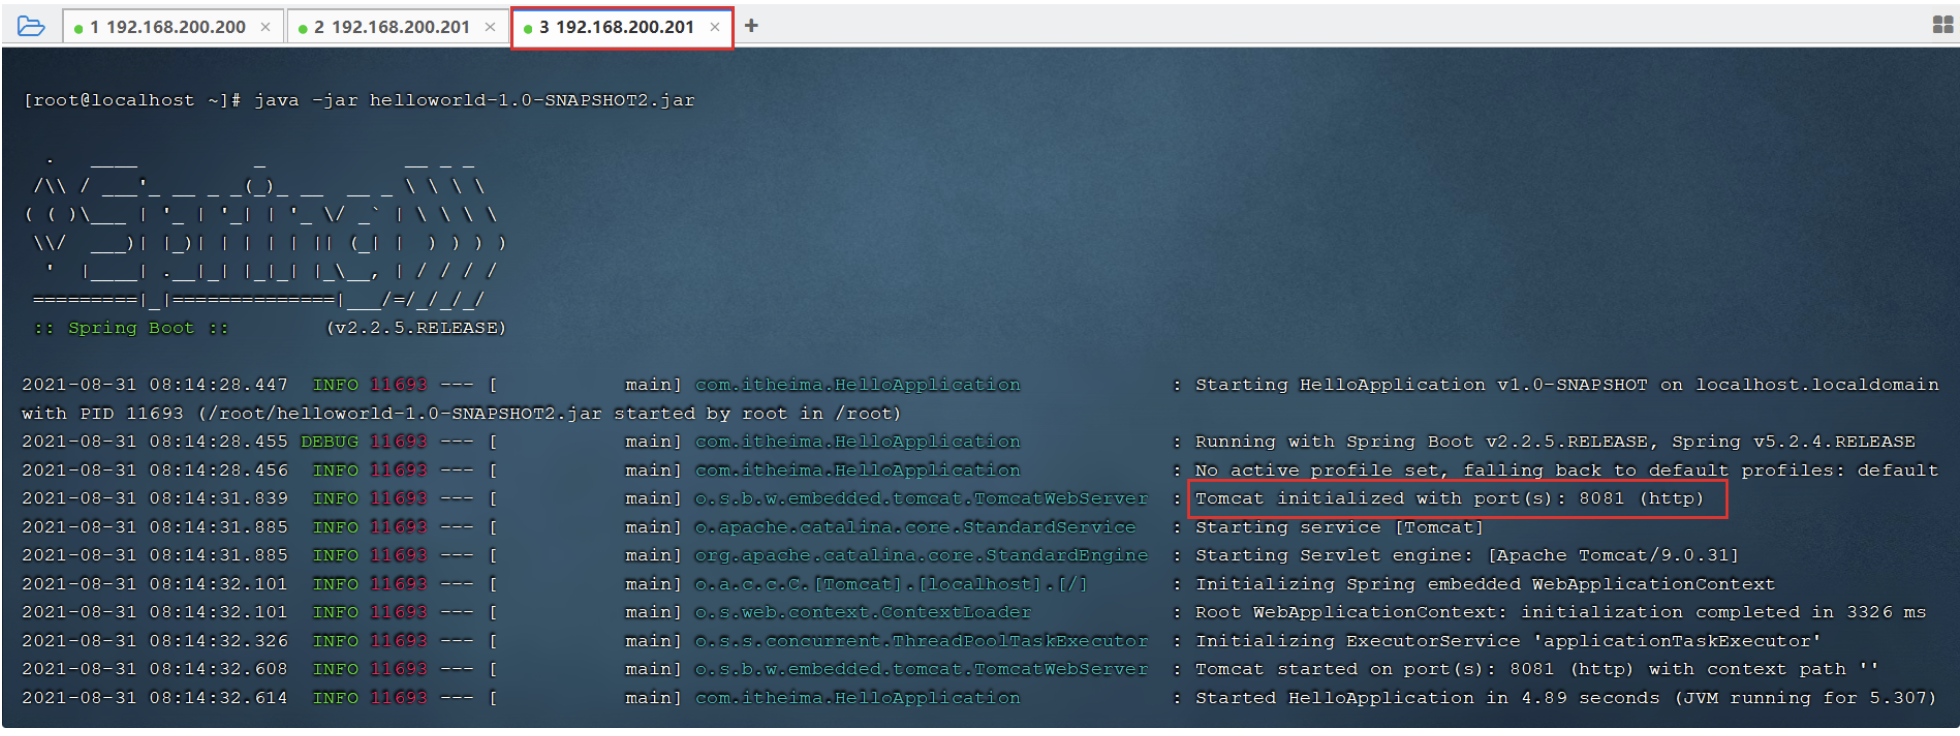 1 192.168.200.200 × 2 192.168.200.201 × 3 192.168.200.201 × +
[root@localhost ~]# java -jar helloworld-1.0-SNAPSHOT2.jar
  .   ____          _            __ _ _
 /\\ / ___'_ __ _ _(_)_ __  __ _ \ \ \ \
( ( )\___ | '_ | '_| | '_ \/ _` | \ \ \ \
 \\/  ___)| |_)| | | | | || (_| |  ) ) ) )
  '  |____| .__|_| |_|_| |_\__, | / / / /
 =========|_|==============|___/=/_/_/_/
 :: Spring Boot ::        (v2.2.5.RELEASE)
2021-08-31 08:14:28.447  INFO 11693 --- [           main] com.itheima.HelloApplication             : Starting HelloApplication v1.0-SNAPSHOT on localhost.localdomain
with PID 11693 (/root/helloworld-1.0-SNAPSHOT2.jar started by root in /root)
2021-08-31 08:14:28.455 DEBUG 11693 --- [           main] com.itheima.HelloApplication             : Running with Spring Boot v2.2.5.RELEASE, Spring v5.2.4.RELEASE
2021-08-31 08:14:28.456  INFO 11693 --- [           main] com.itheima.HelloApplication             : No active profile set, falling back to default profiles: default
2021-08-31 08:14:31.839  INFO 11693 --- [           main] o.s.b.w.embedded.tomcat.TomcatWebServer  : Tomcat initialized with port(s): 8081 (http)
2021-08-31 08:14:31.885  INFO 11693 --- [           main] o.apache.catalina.core.StandardService   : Starting service [Tomcat]
2021-08-31 08:14:31.885  INFO 11693 --- [           main] org.apache.catalina.core.StandardEngine  : Starting Servlet engine: [Apache Tomcat/9.0.31]
2021-08-31 08:14:32.101  INFO 11693 --- [           main] o.a.c.c.C.[Tomcat].[localhost].[/]       : Initializing Spring embedded WebApplicationContext
2021-08-31 08:14:32.101  INFO 11693 --- [           main] o.s.web.context.ContextLoader            : Root WebApplicationContext: initialization completed in 3326 ms
2021-08-31 08:14:32.326  INFO 11693 --- [           main] o.s.s.concurrent.ThreadPoolTaskExecutor  : Initializing ExecutorService 'applicationTaskExecutor'
2021-08-31 08:14:32.608  INFO 11693 --- [           main] o.s.b.w.embedded.tomcat.TomcatWebServer  : Tomcat started on port(s): 8081 (http) with context path ''
2021-08-31 08:14:32.614  INFO 11693 --- [           main] com.itheima.HelloApplication             : Started HelloApplication in 4.89 seconds (JVM running for 5.307)